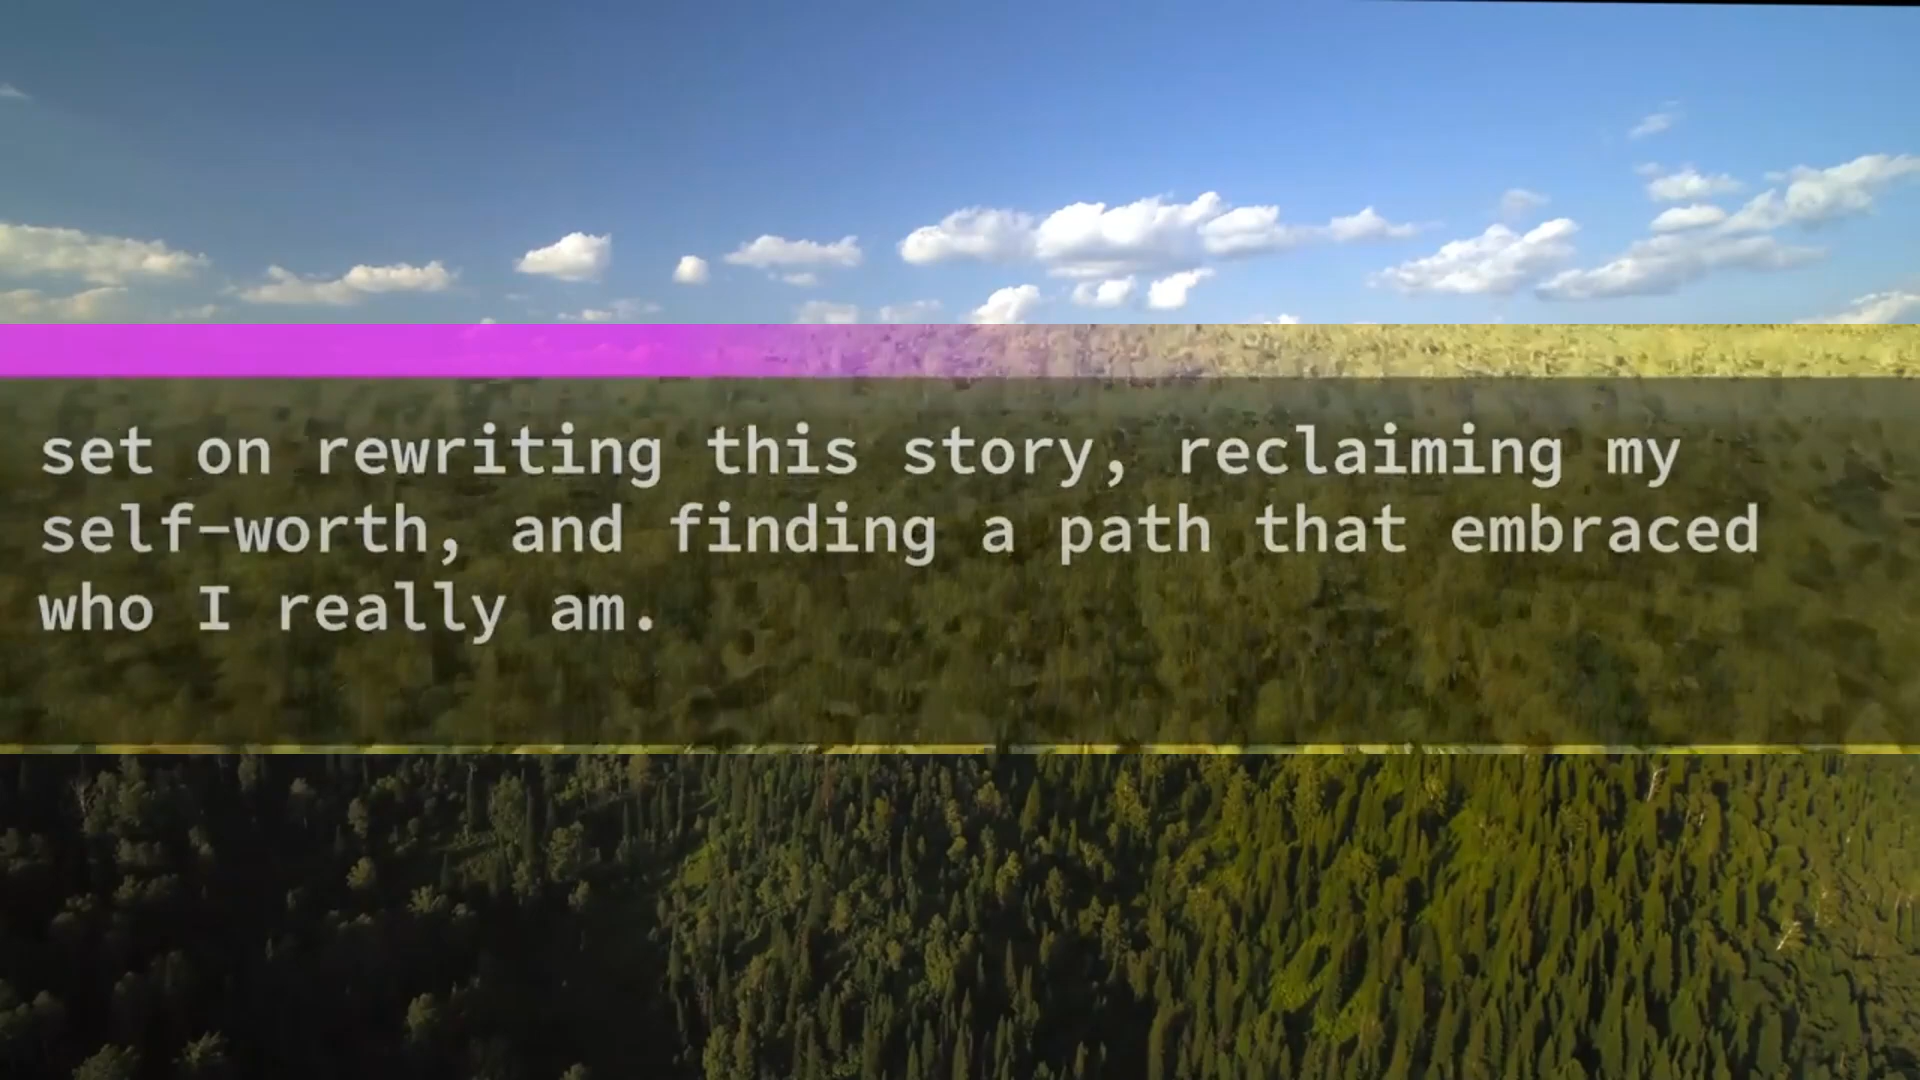 set on rewriting this story, reclaiming my
self-worth, and finding a path that embraced
who I really am.